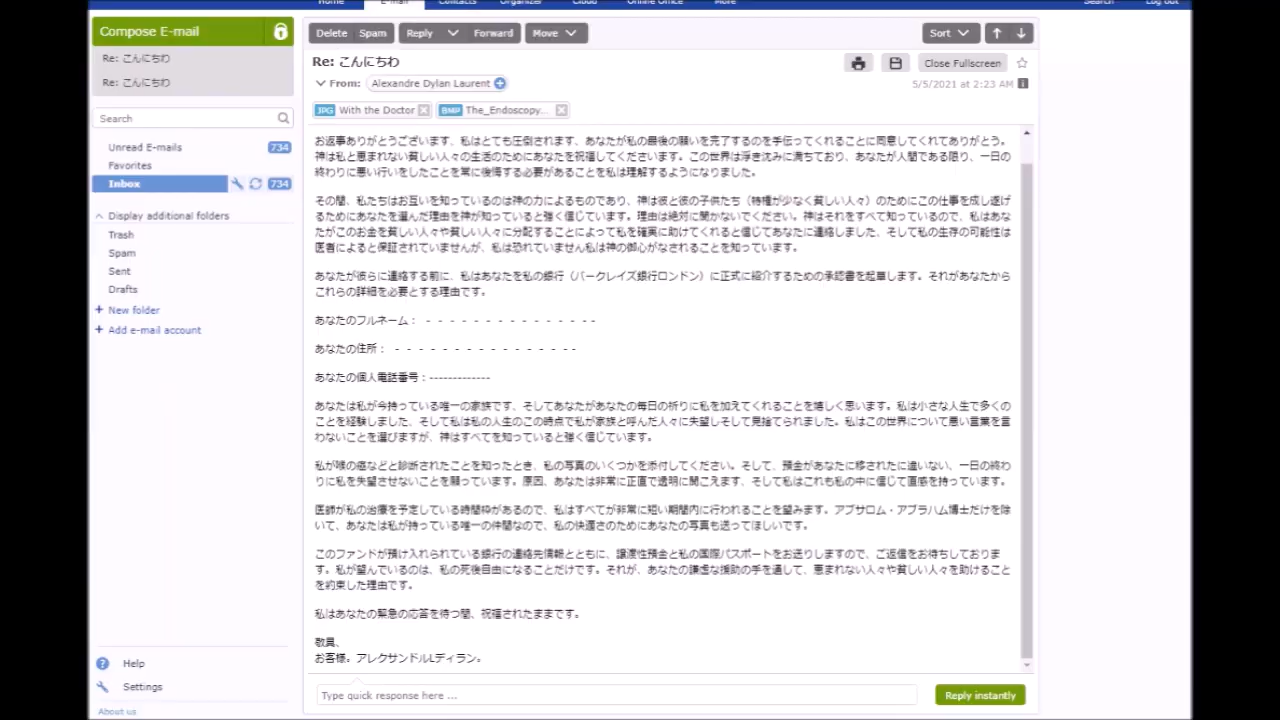 Home E-mail Contacts Organizer Cloud Online Office More Search Log out
Compose E-mail
Re: こんにちわ
Re: こんにちわ
Search
Unread E-mails 734
Favorites
Inbox 734
Display additional folders
Trash
Spam
Sent
Drafts
New folder
Add e-mail account
Help
Settings
About us
Delete Spam Reply Forward Move Sort
Re: こんにちわ
Close Fullscreen
From: Alexandre Dylan Laurent
5/5/2021 at 2:23 AM
JPG With the Doctor BMP The_Endoscopy...
お返事ありがとうございます、私はとても圧倒されます、あなたが私の最後の願いを完了するのを手伝ってくれることに同意してくれてありがとう。
神は私と恵まれない貧しい人々の生活のためにあなたを祝福してくださいます。この世界は浮き沈みに満ちており、あなたが人間である限り、一日の
終わりに悪い行いをしたことを常に後悔する必要があることを私は理解するようになりました。
その間、私たちはお互いを知っているのは神の力によるものであり、神は彼と彼の子供たち（特権が少なく貧しい人々）のためにこの仕事を成し遂げ
るためにあなたを選んだ理由を神が知っていると強く信じています。理由は絶対に聞かないでください。神はそれをすべて知っているので、私はあな
たがこのお金を貧しい人々や貧しい人々に分配することによって私を確実に助けてくれると信じてあなたに連絡しました、そして私の生存の可能性は
医者によると保証されていませんが、私は恐れていません私は神の御心がなされることを知っています。
あなたが彼らに連絡する前に、私はあなたを私の銀行（バークレイズ銀行ロンドン）に正式に紹介するための承認書を起草します。それがあなたから
これらの詳細を必要とする理由です。
あなたのフルネーム： - - - - - - - - - - - - - - -
あなたの住所： - - - - - - - - - - - - - - - -
あなたの個人電話番号：-------------
あなたは私が今持っている唯一の家族です、そしてあなたがあなたの毎日の祈りに私を加えてくれることを嬉しく思います。私は小さな人生で多くの
ことを経験しました、そして私は私の人生のこの時点で私が家族と呼んだ人々に失望しそして見捨てられました。私はこの世界について悪い言葉を言
わないことを選びますが、神はすべてを知っていると強く信じています。
私が喉の癌などと診断されたことを知ったとき、私の写真のいくつかを添付してください。そして、預金があなたに移されたに違いない、一日の終わ
りに私を失望させないことを願っています。原因、あなたは非常に正直で透明に聞こえます、そして私はこれも私の中に信じて直感を持っています。
医師が私の治療を予定している時間枠があるので、私はすべてが非常に短い期間内に行われることを望みます。アブサロム・アブラハム博士だけを除
いて、あなたは私が持っている唯一の仲間なので、私の快適さのためにあなたの写真も送ってほしいです。
このファンドが預け入れられている銀行の連絡先情報とともに、譲渡性預金と私の国際パスポートをお送りしますので、ご返信をお待ちしておりま
す。私が望んでいるのは、私の死後自由になることだけです。それが、あなたの謙虚な援助の手を通して、恵まれない人々や貧しい人々を助けること
を約束した理由です。
私はあなたの緊急の応答を待つ間、祝福されたままです。
敬具、
お客様。アレクサンドルLディラン。
Type quick response here ...
Reply instantly